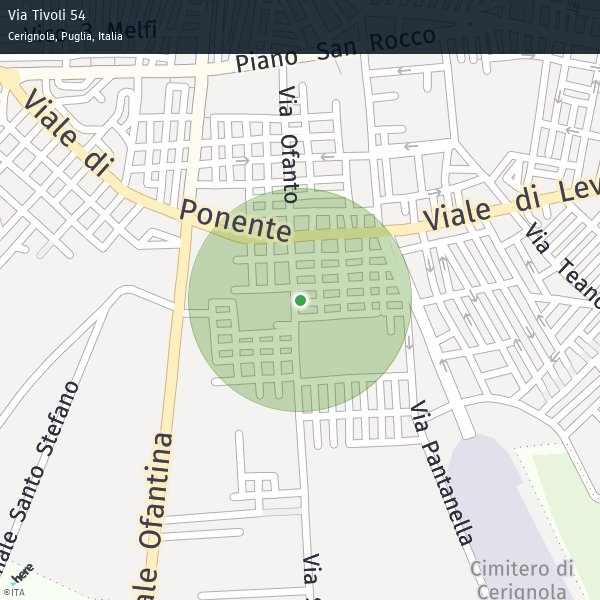 Via Tivoli 54
Cerignola, Puglia, Italia
Melfi
Piano San Rocco
Viale di
Ponente
Via Ofanto
Viale di Lev
Via Teano
Via Pantanella
ale Santo Stefano
ale Ofantina
Via S
Cimitero di
Cerignola
here
©ITA